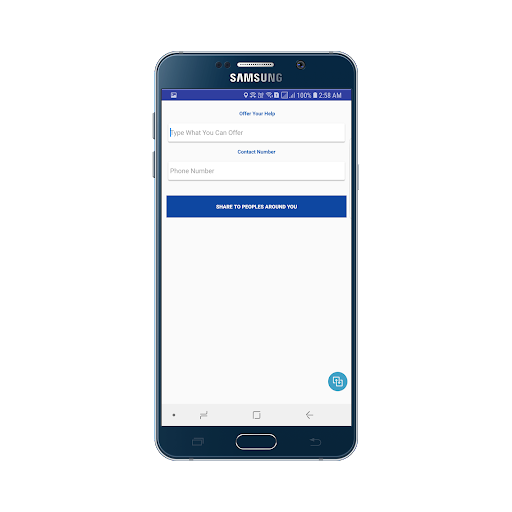 SAMSUNG
100% 2:58 AM
Offer Your Help
Type What You Can Offer
Contact Number
Phone Number
SHARE TO PEOPLES AROUND YOU